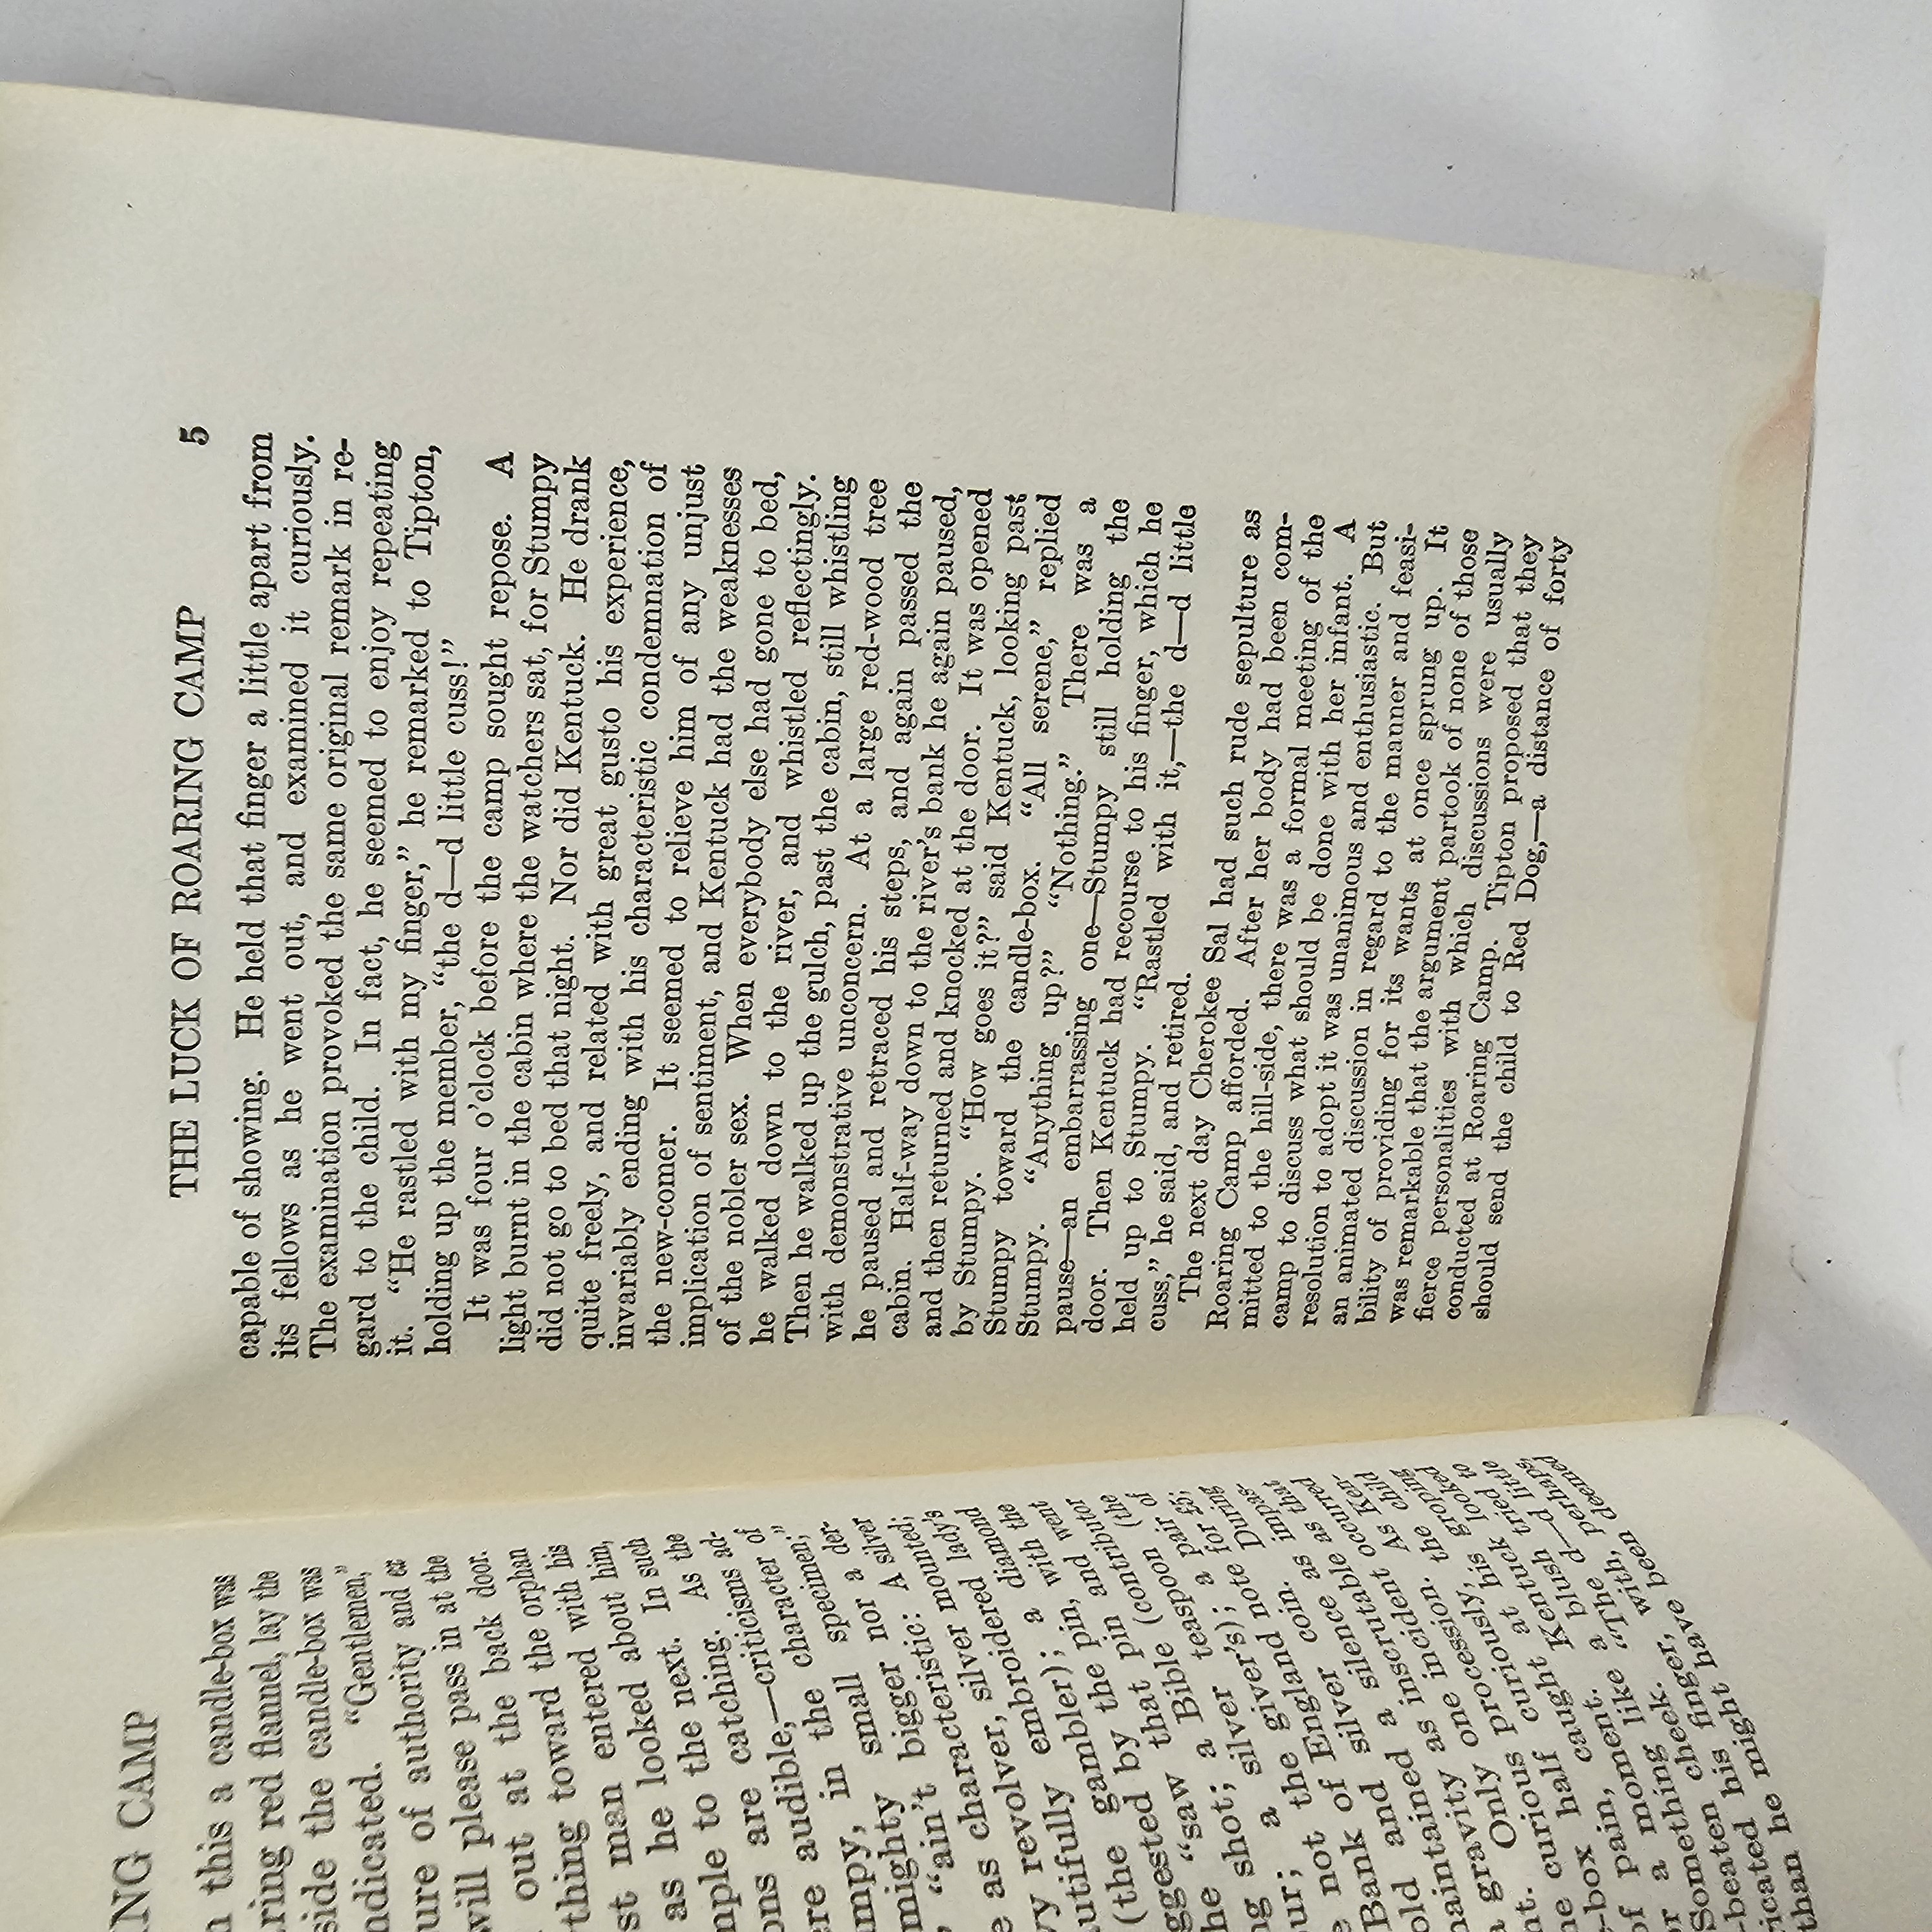 ING CAMP
this a candle-box was
red flannel, lay the
side the candle-box was
ndicated. "Gentlemen,"
ure of authority and ex
will please pass in at the
out at the back door.
thing toward the orphan
st man entered with his
as he looked about him,
mple to the next. In such
ons are catching. As the
re audible,—criticisms ad-
mpy, in the character of
mighty small specimen;"
"ain't bigger nor a der-
e as characteristic: A silver
vy revolver, silver mounted;
autifully embroidered lady's
(the gambler); a diamond
ggested by the pin, with the
he "saw that pin and went
ng shot; a Bible (contributor
ur; a silver teaspoon (the
e not the giver's); a pair of
Bank of England note for £5;
old and silver coin. During
maintained a silence as impas-
a gravity as inscrutable as that
nt. Only one incident occurred
he curious procession. As Ken-
e-box half curiously, the child
of pain, caught at his groping
or a moment. Kentuck looked
Something like a blush tried to
-beaten cheek. "The d—d little
ricated his finger, with, perhaps,
than he might have been deemed
THE LUCK OF ROARING CAMP 5
capable of showing. He held that finger a little apart from
its fellows as he went out, and examined it curiously.
The examination provoked the same original remark in re-
gard to the child. In fact, he seemed to enjoy repeating
it. "He rastled with my finger," he remarked to Tipton,
holding up the member, "the d—d little cuss!"
It was four o'clock before the camp sought repose. A
light burnt in the cabin where the watchers sat, for Stumpy
did not go to bed that night. Nor did Kentuck. He drank
quite freely, and related with great gusto his experience,
invariably ending with his characteristic condemnation of
the new-comer. It seemed to relieve him of any unjust
implication of sentiment, and Kentuck had the weaknesses
of the nobler sex. When everybody else had gone to bed,
he walked down to the river, and whistled reflectingly.
Then he walked up the gulch, past the cabin, still whistling
with demonstrative unconcern. At a large red-wood tree
he paused and retraced his steps, and again passed the
cabin. Half-way down to the river's bank he again paused,
and then returned and knocked at the door. It was opened
by Stumpy. "How goes it?" said Kentuck, looking past
Stumpy toward the candle-box. "All serene," replied
Stumpy. "Anything up?" "Nothing." There was a
pause—an embarrassing one—Stumpy still holding the
door. Then Kentuck had recourse to his finger, which he
held up to Stumpy. "Rastled with it,—the d—d little
cuss," he said, and retired.
The next day Cherokee Sal had such rude sepulture as
Roaring Camp afforded. After her body had been com-
mitted to the hill-side, there was a formal meeting of the
camp to discuss what should be done with her infant. A
resolution to adopt it was unanimous and enthusiastic. But
an animated discussion in regard to the manner and feasi-
bility of providing for its wants at once sprung up. It
was remarkable that the argument partook of none of those
fierce personalities with which discussions were usually
conducted at Roaring Camp. Tipton proposed that they
should send the child to Red Dog,—a distance of forty